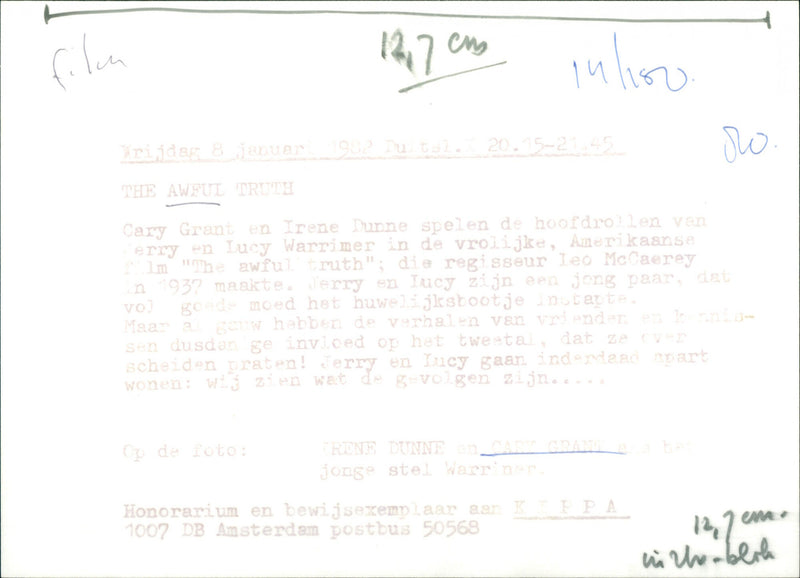 film
12,7 cm
Vrijdag 8 januari 1982 Duitsl. 20.15-21.45
THE AWFUL TRUTH
Cary Grant en Irene Dunne spelen de hoofdrollen van
Jerry en Lucy Warrimer in de vrolijke, Amerikaanse
film "The awful truth"; die regisseur Leo McCaerey
in 1937 maakte. Jerry en Lucy zijn een jong paar, dat
vol goede moed het huwelijksbootje instapte.
Maar al gauw hebben de verhalen van vrienden en kennis-
sen dusdanige invloed op het tweetal, dat ze over
scheiden praten! Jerry en Lucy gaan inderdaad apart
wonen: wij zien wat de gevolgen zijn.....
Op de foto: IRENE DUNNE en CARY GRANT als het
jonge stel Warriner.
Honorarium en bewijsexemplaar aan K I P P A
1007 DB Amsterdam postbus 50568
12,7 cm.